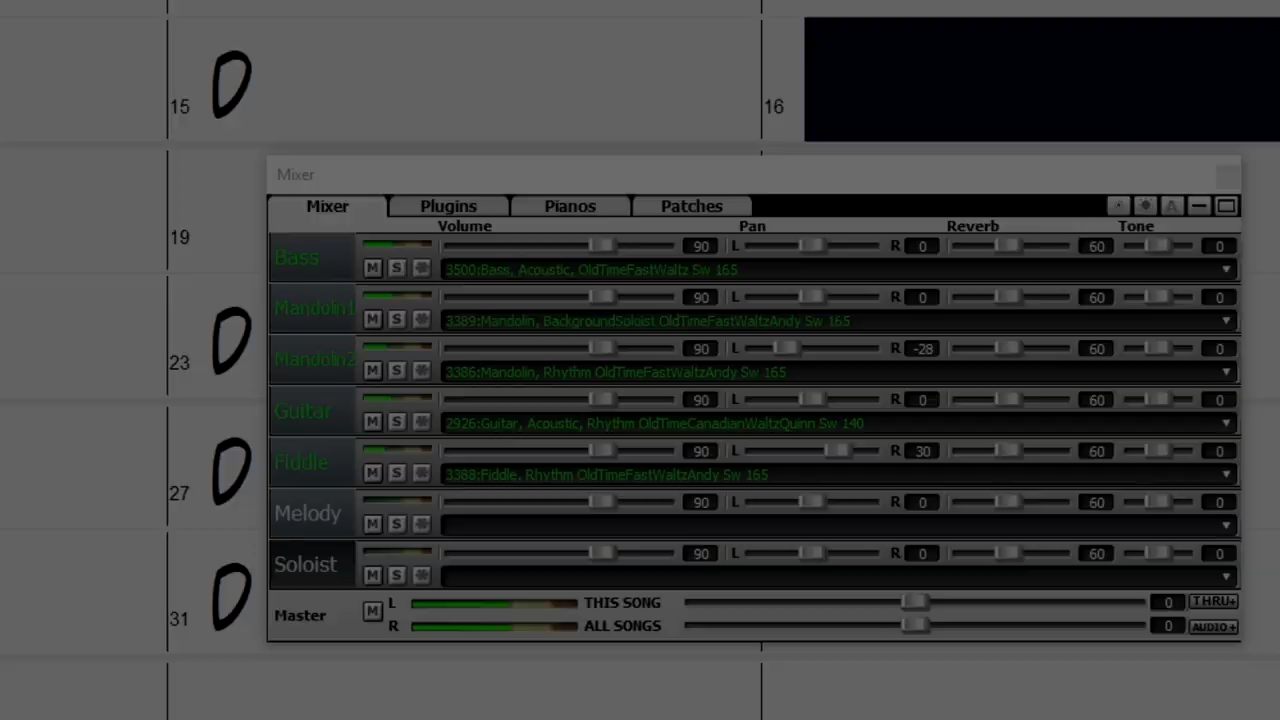 15 D 16
Mixer
Mixer Plugins Pianos Patches A
Volume Pan Reverb Tone
19
Bass 90 L R 0 60 0
M S 3500:Bass, Acoustic, OldTimeFastWaltz Sw 165
Mandolin1 90 L R 0 60 0
M S 3389:Mandolin, BackgroundSoloist OldTimeFastWaltzAndy Sw 165
23 D
Mandolin2 90 L R -28 60 0
M S 3386:Mandolin, Rhythm OldTimeFastWaltzAndy Sw 165
Guitar 90 L R 0 60 0
M S 2926:Guitar, Acoustic, Rhythm OldTimeCanadianWaltzQuinn Sw 140
27 D
Fiddle 90 L R 30 60 0
M S 3388:Fiddle, Rhythm OldTimeFastWaltzAndy Sw 165
Melody 90 L R 0 60 0
M S
Soloist 90 L R 0 60 0
M S
31 D
Master M L THIS SONG 0 THRU+
R ALL SONGS 0 AUDIO+